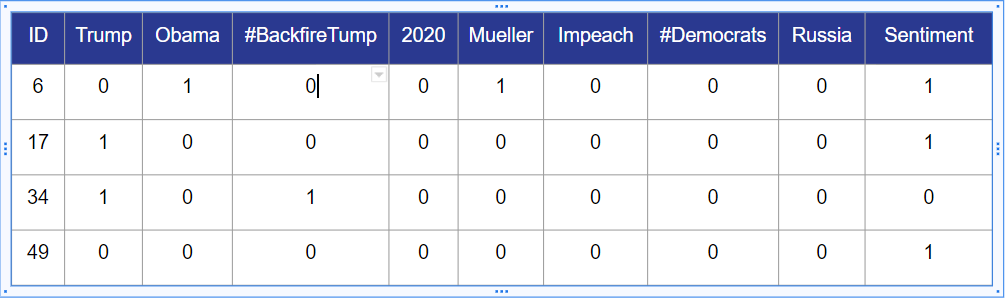 ID Trump Obama #BackfireTump 2020 Mueller Impeach #Democrats Russia Sentiment
6 0 1 0 0 1 0 0 0 1
17 1 0 0 0 0 0 0 0 1
34 1 0 1 0 0 0 0 0 0
49 0 0 0 0 0 0 0 0 1